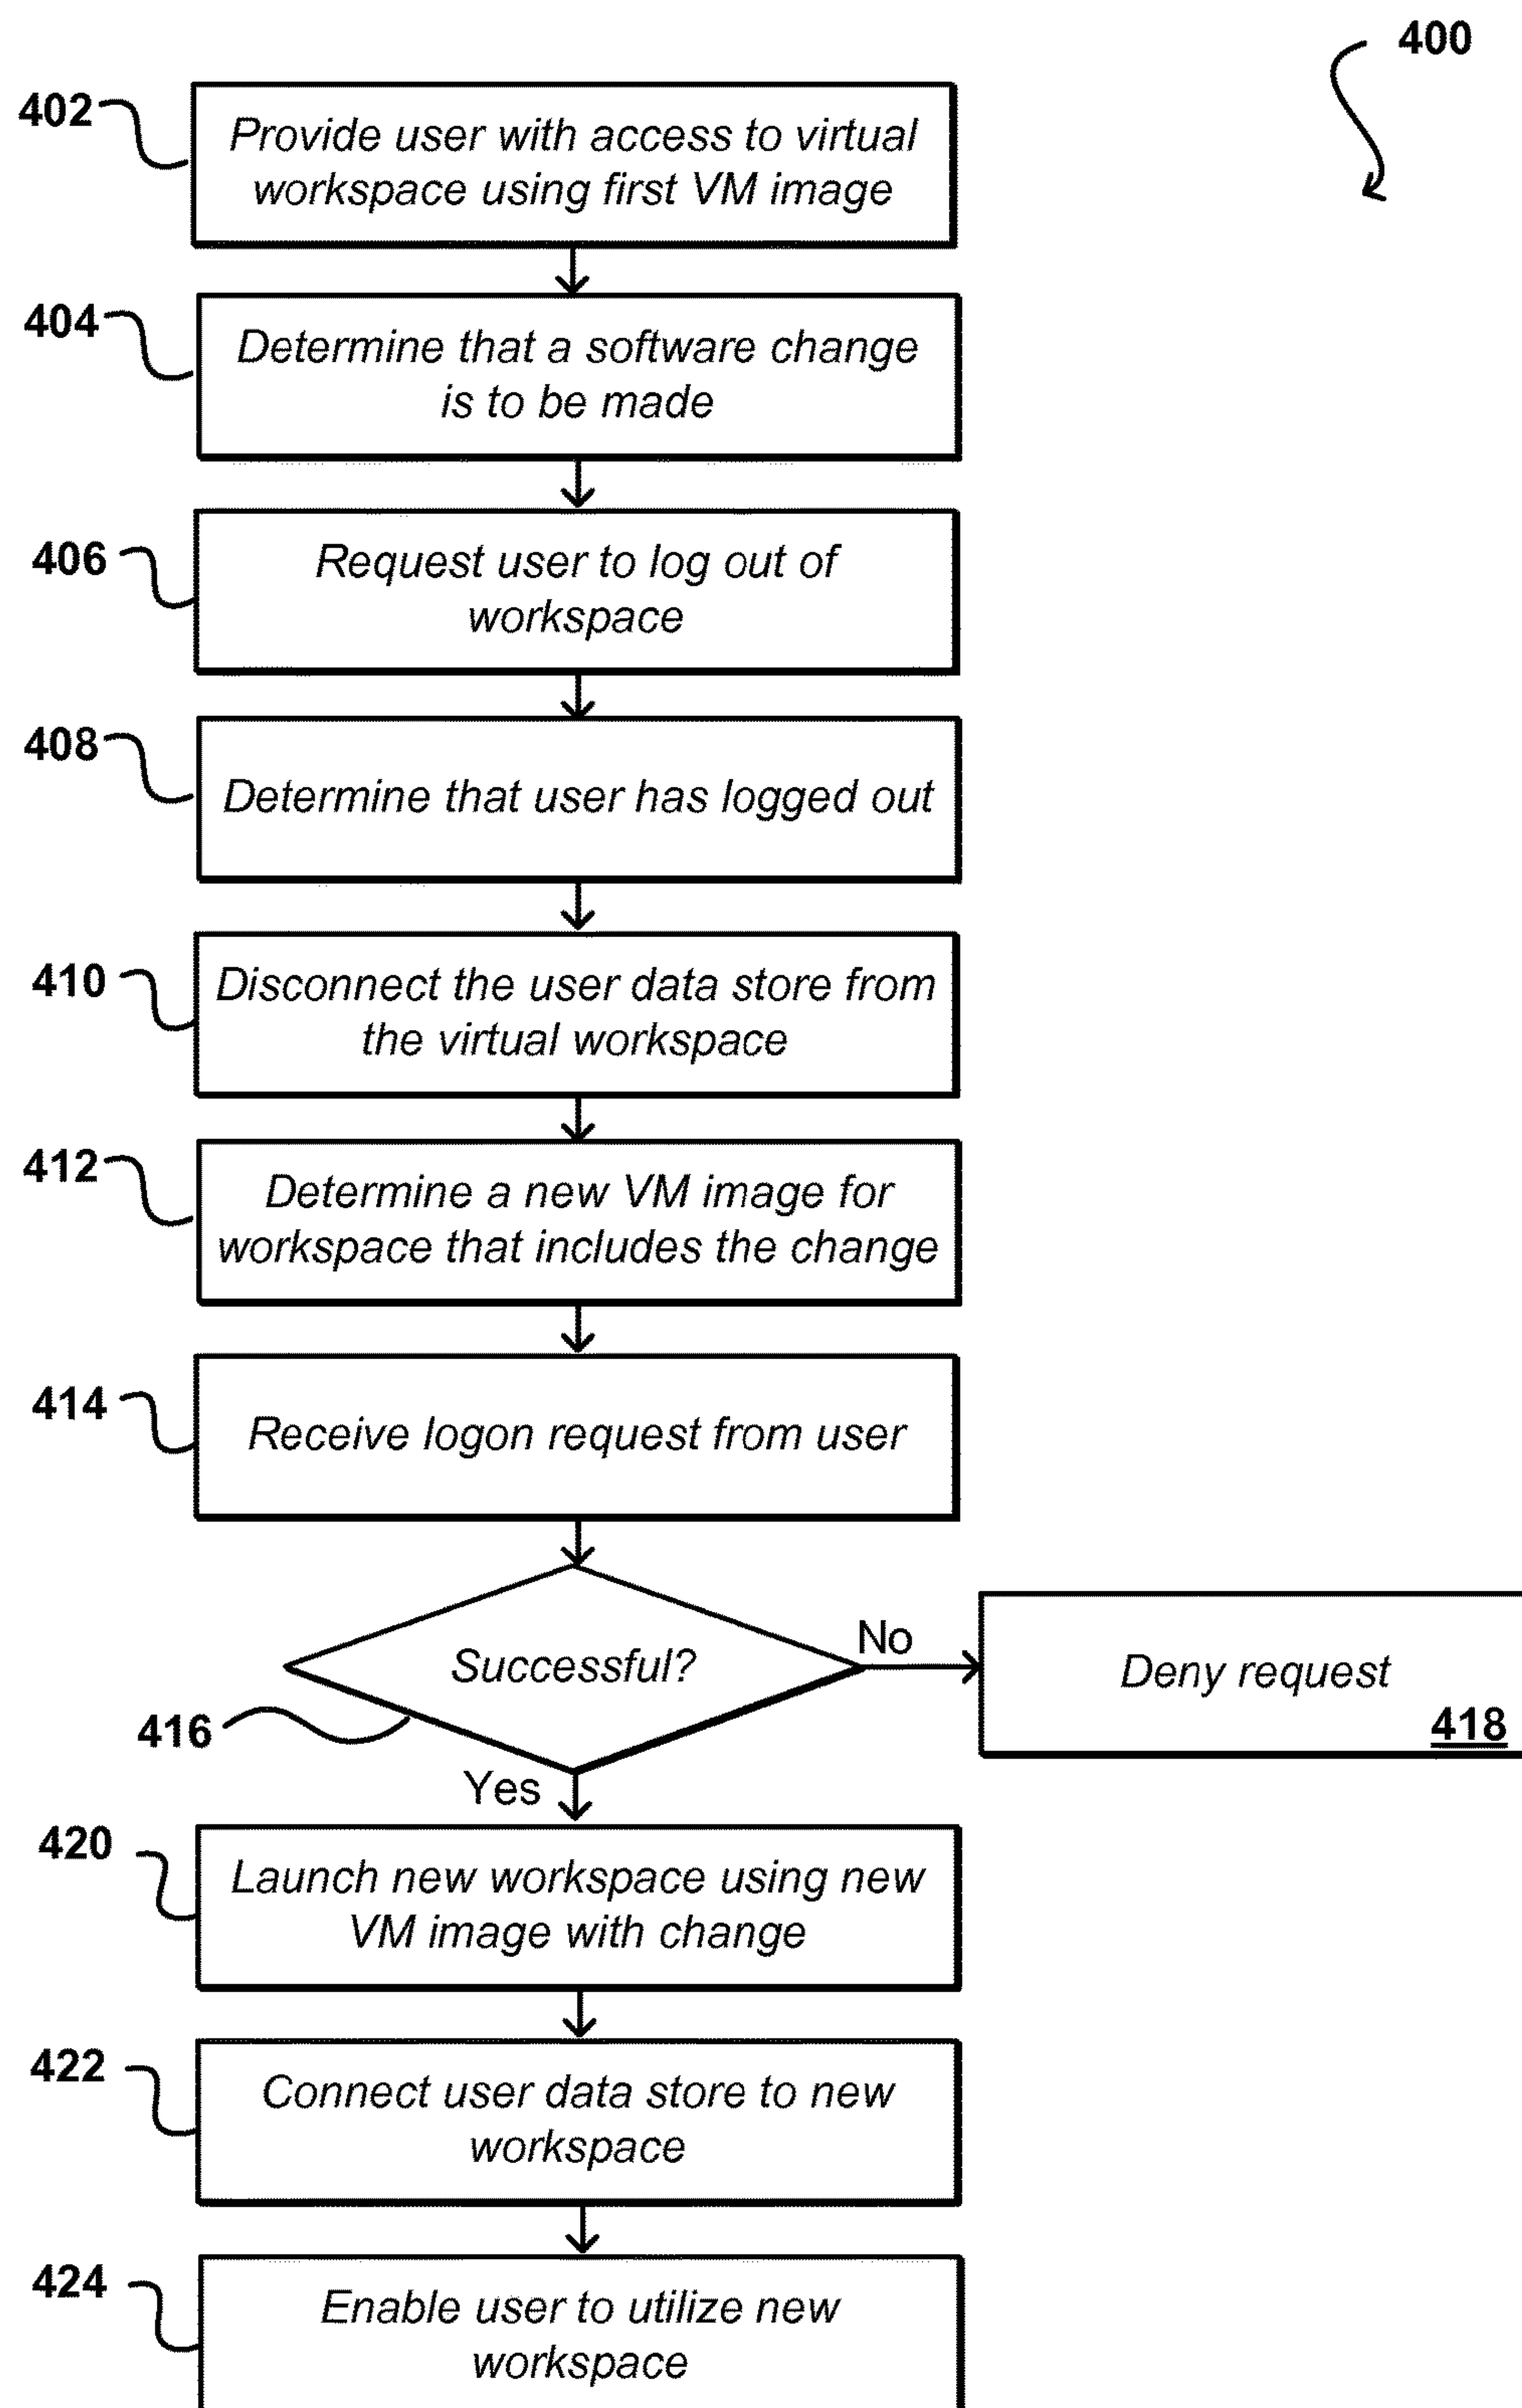 400
402
Provide user with access to virtual
workspace using first VM image
404
Determine that a software change
is to be made
406
Request user to log out of
workspace
408
Determine that user has logged out
410
Disconnect the user data store from
the virtual workspace
412
Determine a new VM image for
workspace that includes the change
414
Receive logon request from user
416
Successful?
No
Deny request
418
Yes
420
Launch new workspace using new
VM image with change
422
Connect user data store to new
workspace
424
Enable user to utilize new
workspace